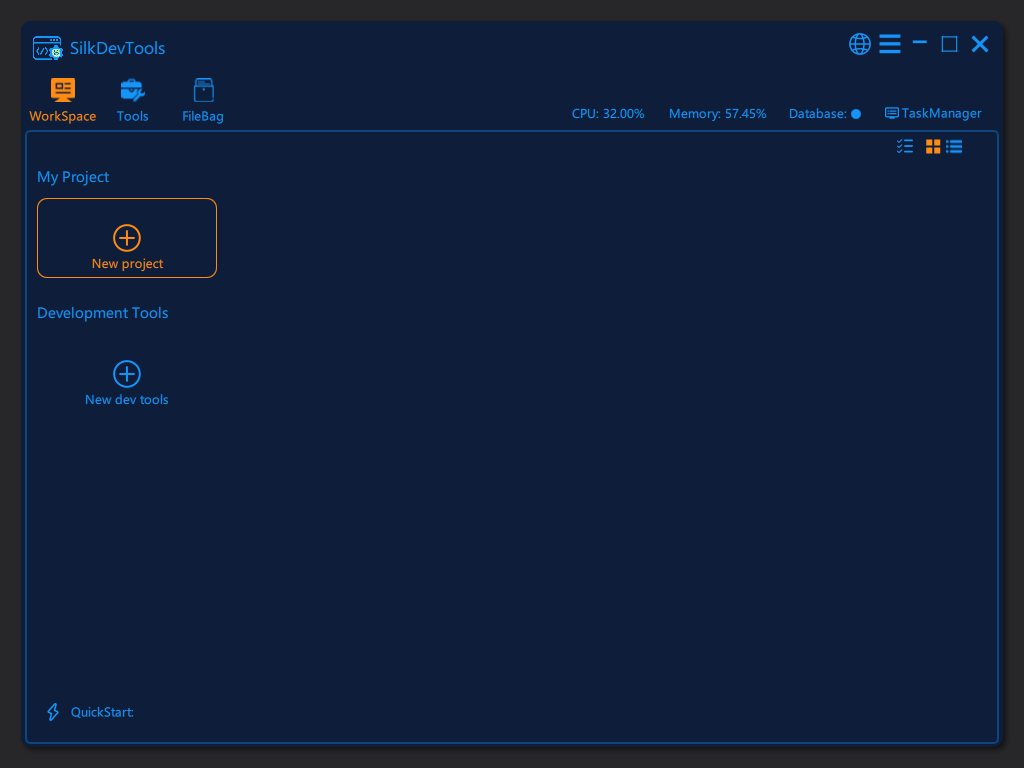 SilkDevTools
WorkSpace
Tools
FileBag
CPU: 32.00%
Memory: 57.45%
Database:
TaskManager
My Project
New project
Development Tools
New dev tools
QuickStart: